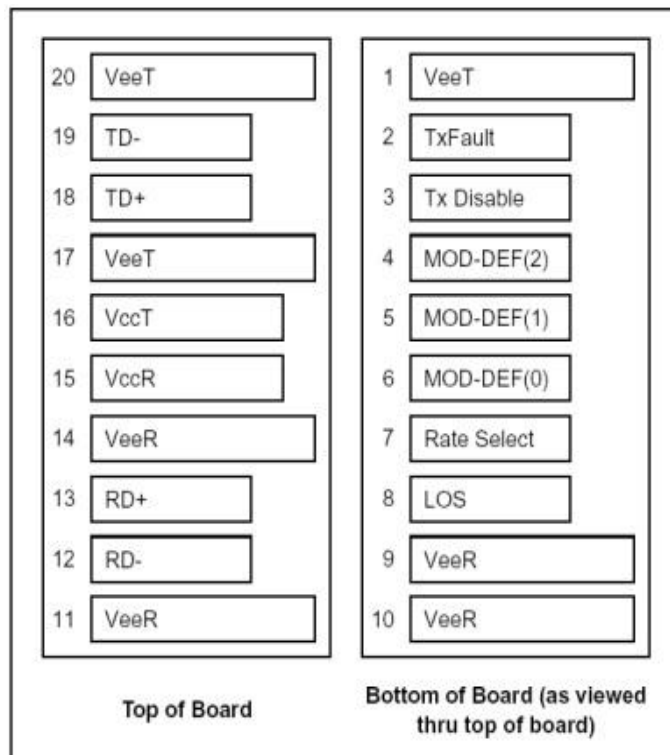 20 VeeT
19 TD-
18 TD+
17 VeeT
16 VccT
15 VccR
14 VeeR
13 RD+
12 RD-
11 VeeR
Top of Board
1 VeeT
2 TxFault
3 Tx Disable
4 MOD-DEF(2)
5 MOD-DEF(1)
6 MOD-DEF(0)
7 Rate Select
8 LOS
9 VeeR
10 VeeR
Bottom of Board (as viewed
thru top of board)